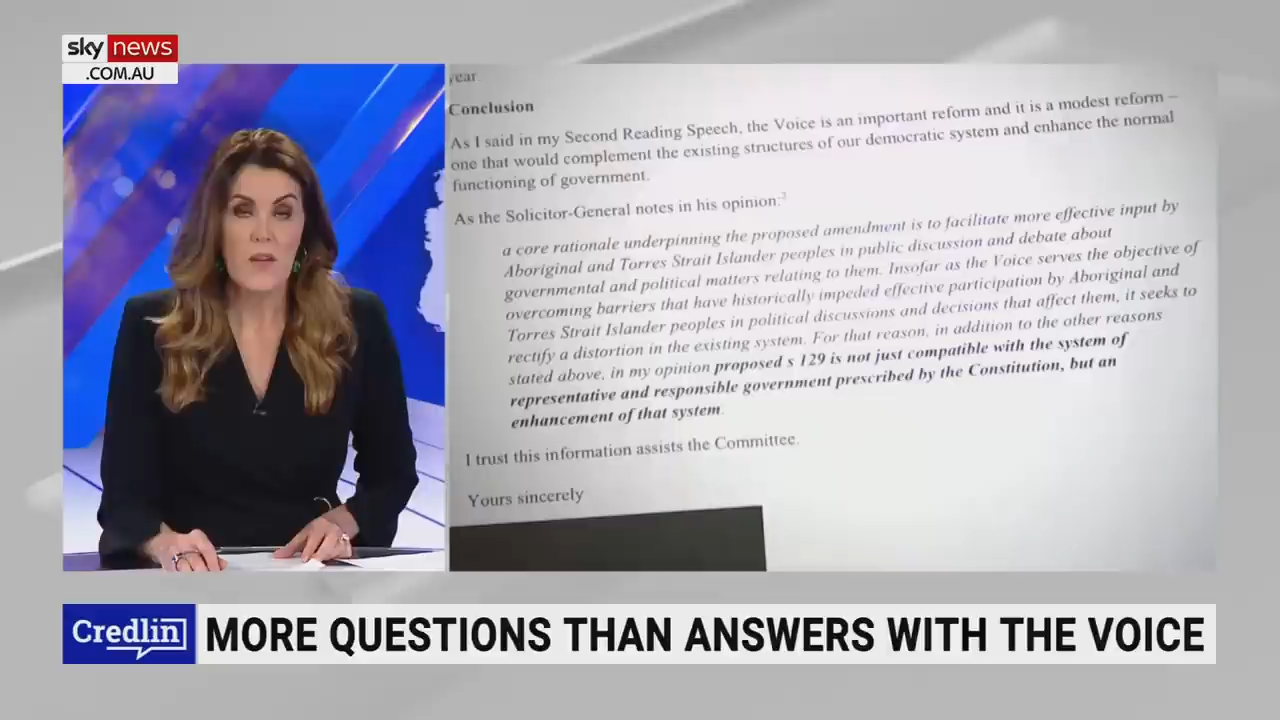 sky news
.COM.AU
year
Conclusion
As I said in my Second Reading Speech, the Voice is an important reform and it is a modest reform –
one that would complement the existing structures of our democratic system and enhance the normal
functioning of government.
As the Solicitor-General notes in his opinion:
a core rationale underpinning the proposed amendment is to facilitate more effective input by
Aboriginal and Torres Strait Islander peoples in public discussion and debate about
governmental and political matters relating to them. Insofar as the Voice serves the objective of
overcoming barriers that have historically impeded effective participation by Aboriginal and
Torres Strait Islander peoples in political discussions and decisions that affect them, it seeks to
rectify a distortion in the existing system. For that reason, in addition to the other reasons
stated above, in my opinion proposed s 129 is not just compatible with the system of
representative and responsible government prescribed by the Constitution, but an
enhancement of that system.
I trust this information assists the Committee.
Yours sincerely
Credlin
MORE QUESTIONS THAN ANSWERS WITH THE VOICE